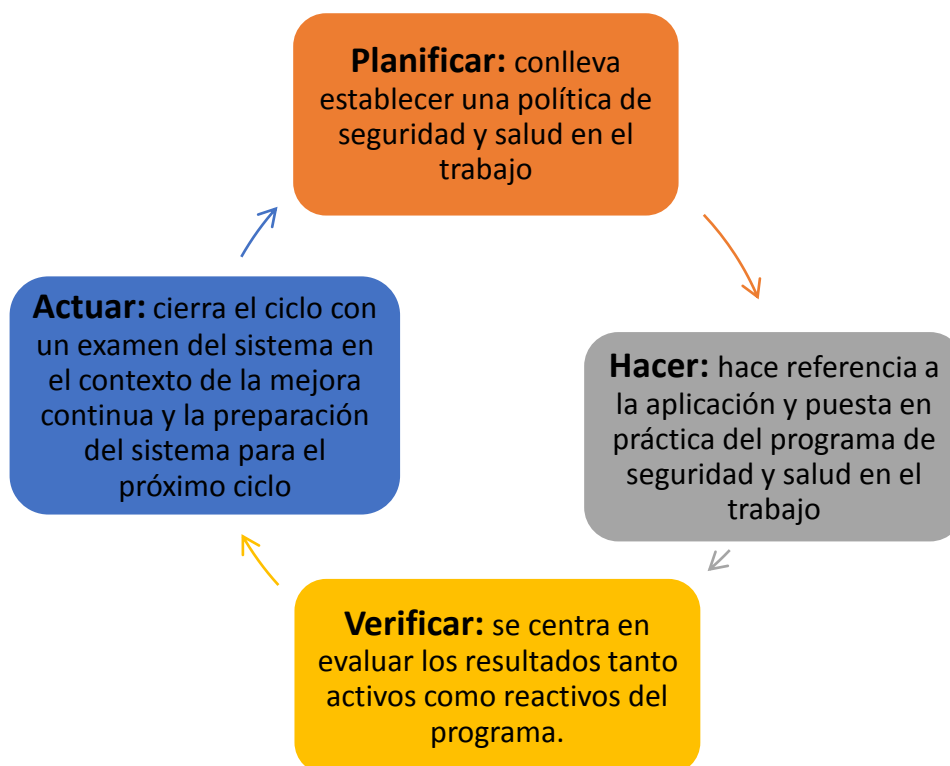 Planificar: conlleva
establecer una política de
seguridad y salud en el
trabajo
Hacer: hace referencia a
la aplicación y puesta en
práctica del programa de
seguridad y salud en el
trabajo
Verificar: se centra en
evaluar los resultados tanto
activos como reactivos del
programa.
Actuar: cierra el ciclo con
un examen del sistema en
el contexto de la mejora
continua y la preparación
del sistema para el
próximo ciclo